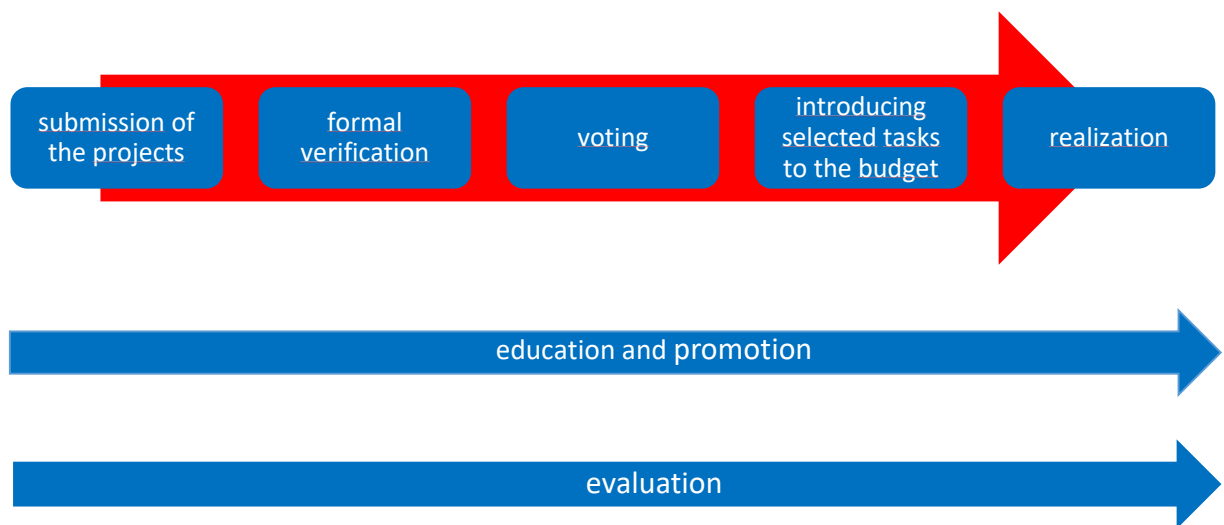 submission of
the projects
formal
verification
voting
introducing
selected tasks
to the budget
realization
education and promotion
evaluation